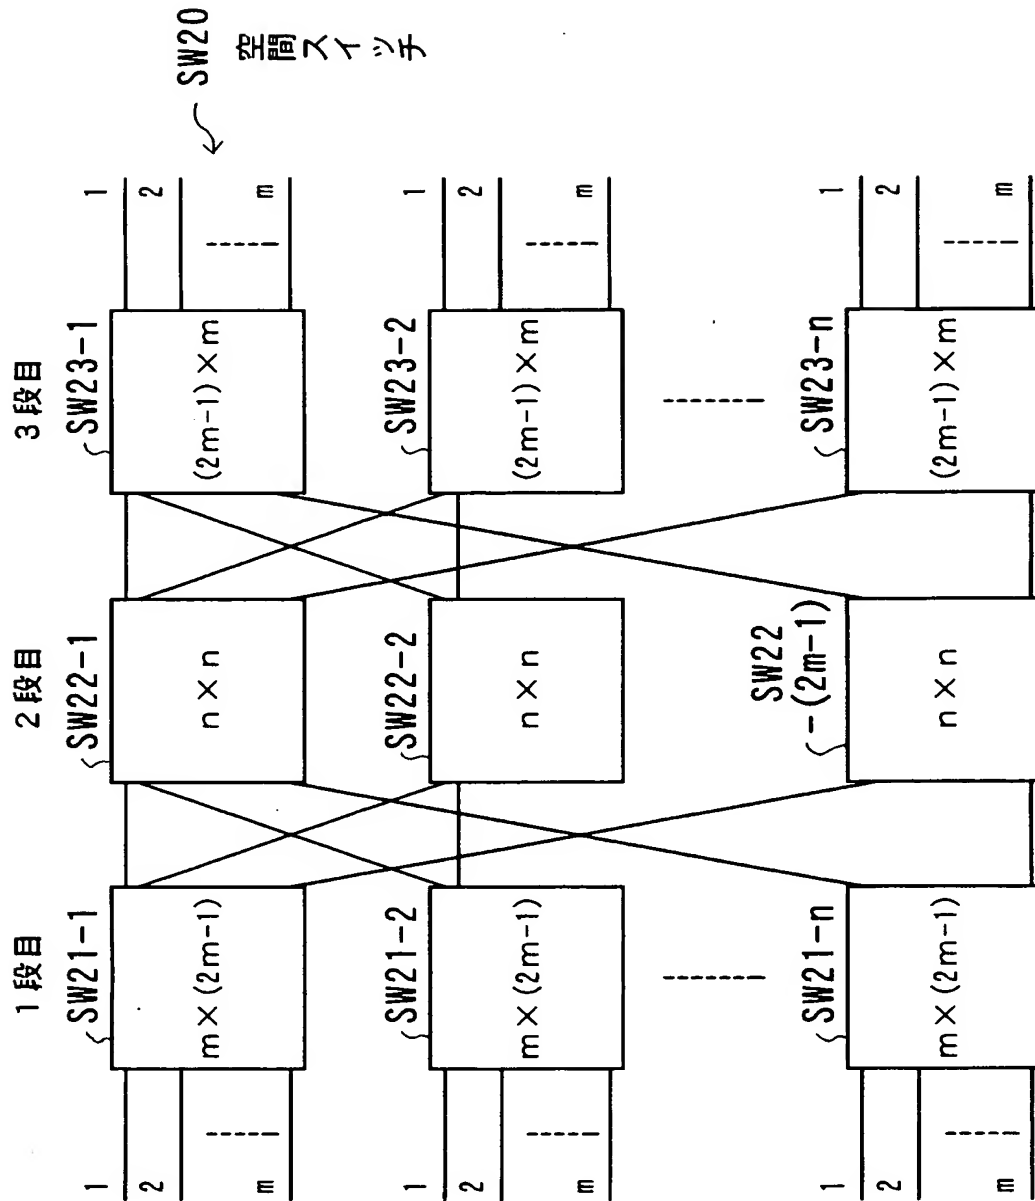 1段目
2段目
3段目
SW20
空間スイッチ
SW21-1
SW22-1
SW23-1
1
2
m
m×(2m-1)
n×n
(2m-1)×m
1
2
m
SW21-2
SW22-2
SW23-2
1
2
m
m×(2m-1)
n×n
(2m-1)×m
1
2
m
SW21-n
SW22
-(2m-1)
SW23-n
1
2
m×(2m-1)
n×n
(2m-1)×m
1
2
m
m